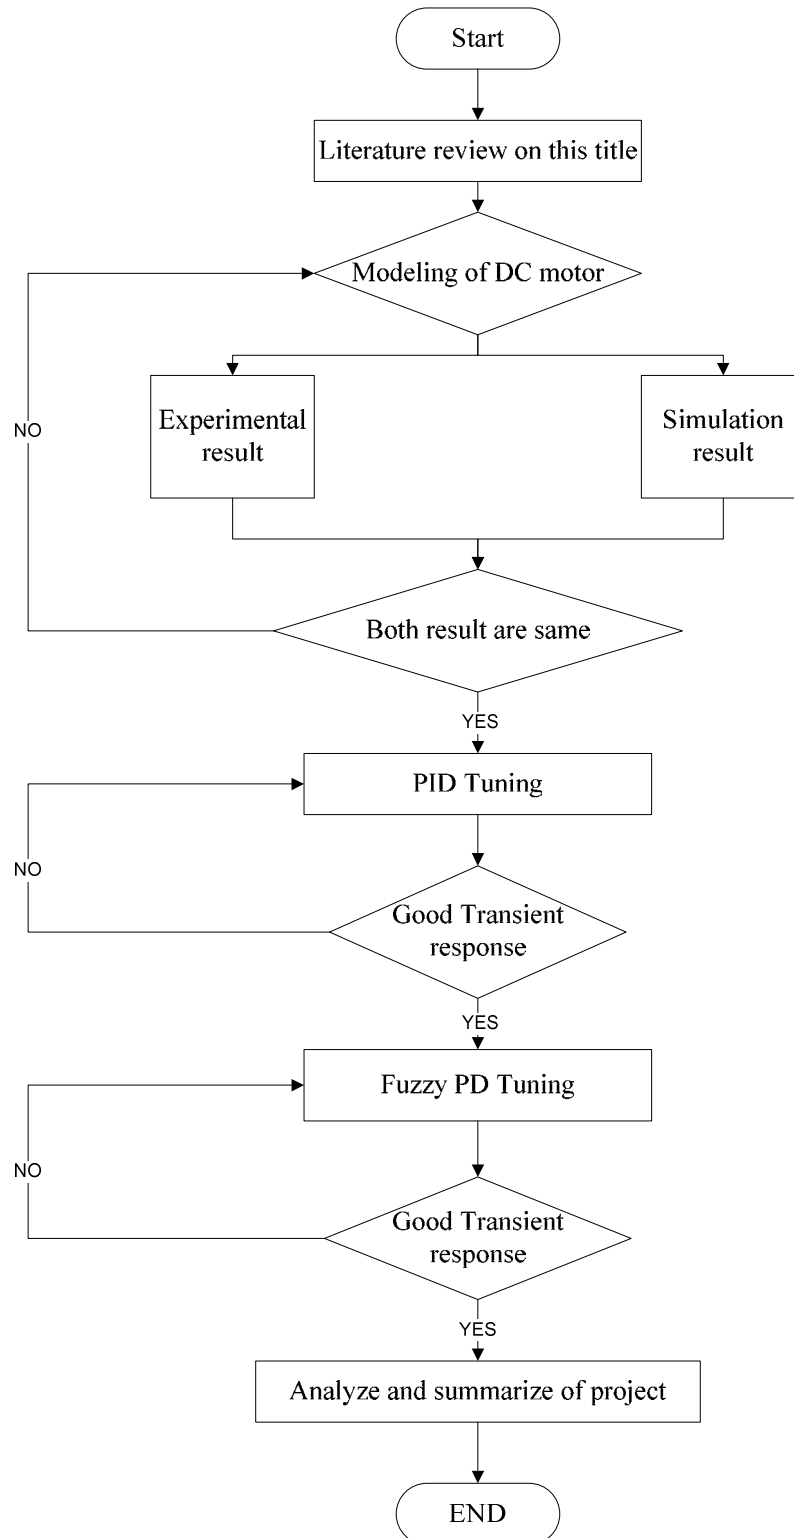 Start
Literature review on this title
Modeling of DC motor
Experimental
result
Simulation
result
NO
Both result are same
YES
PID Tuning
NO
Good Transient
response
YES
Fuzzy PD Tuning
NO
Good Transient
response
YES
Analyze and summarize of project
END